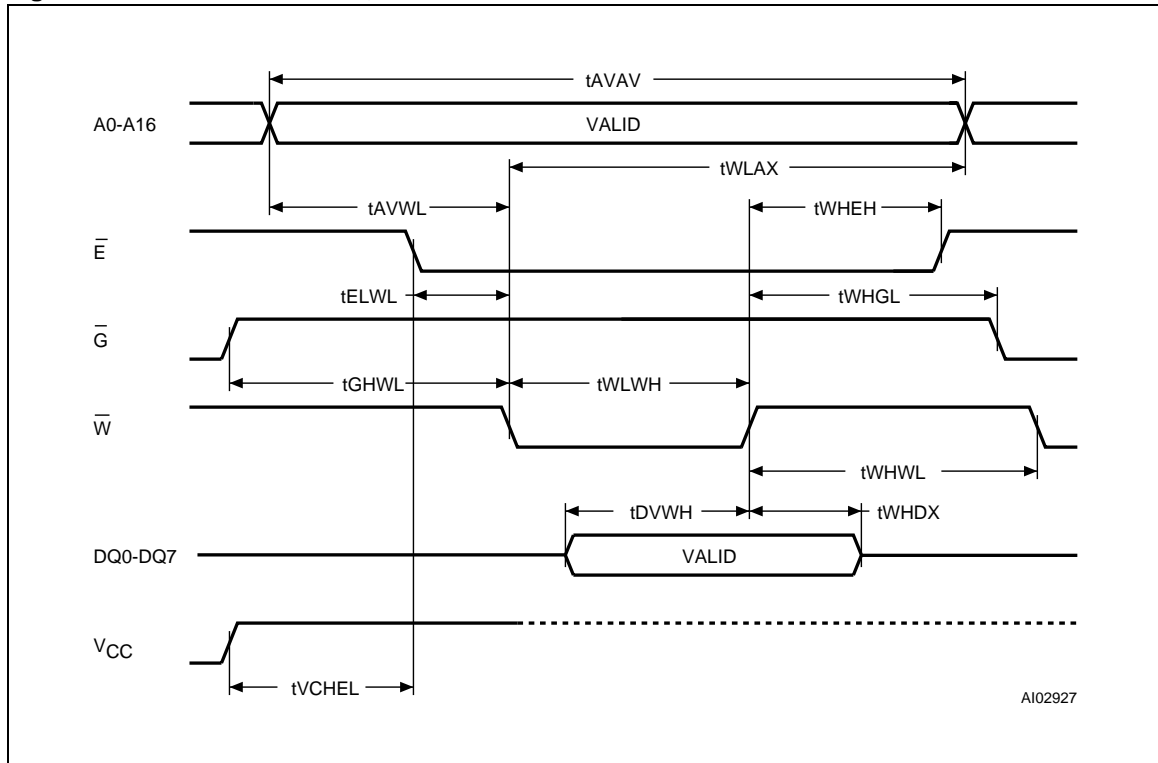 tAVAV
A0-A16
VALID
tWLAX
tAVWL
tWHEH
E̅
tELWL
tWHGL
G̅
tGHWL
tWLWH
W̅
tWHWL
tDVWH
tWHDX
DQ0-DQ7
VALID
VCC
tVCHEL
AI02927